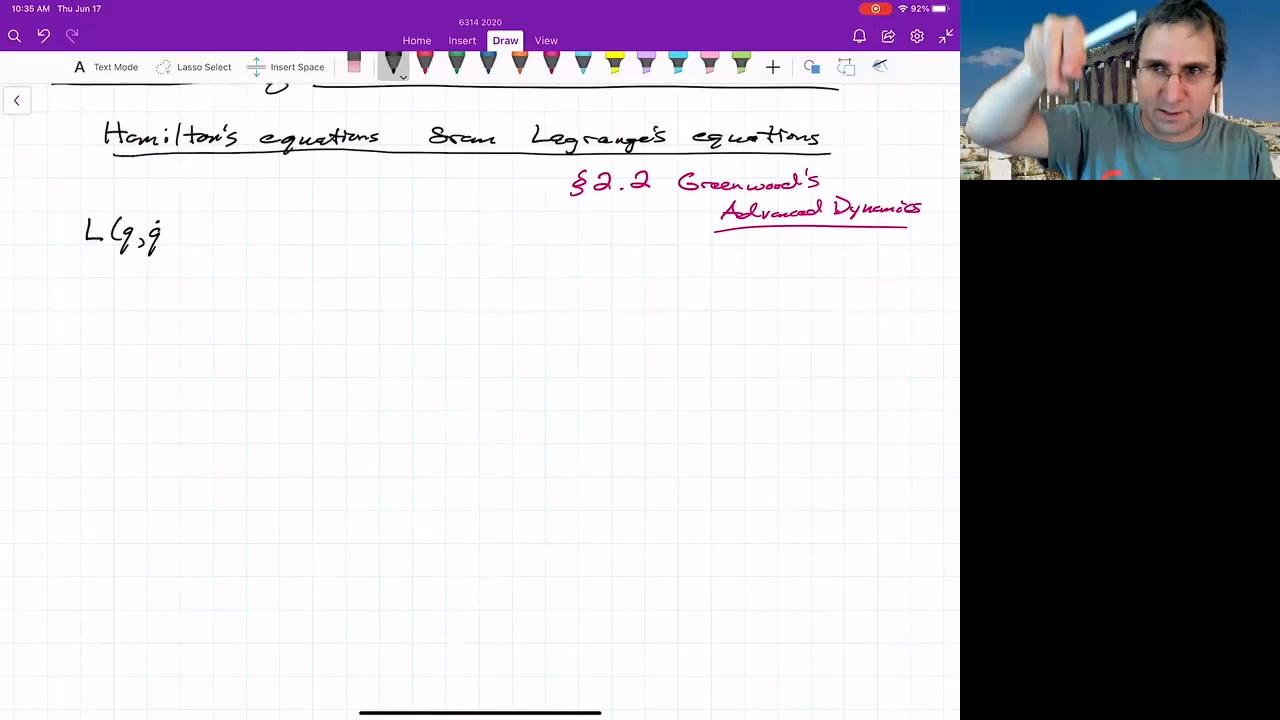 10:35 AM Thu Jun 17
92%
6314 2020
Home Insert Draw View
Text Mode Lasso Select Insert Space
Hamilton's equations from Lagrange's equations
§2.2 Greenwood's
Advanced Dynamics
L(q,q̇